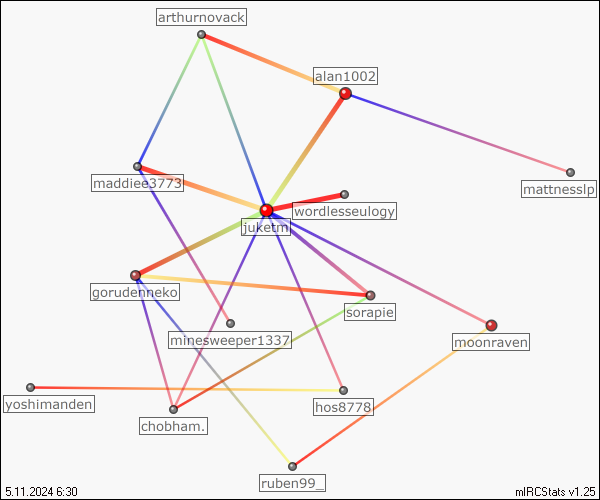 arthurnovack
alan1002
maddiee3773
mattnesslp
wordlesseulogy
juketm
gorudenneko
sorapie
minesweeper1337
moonraven
yoshimanden
hos8778
chobham.
ruben99_
5.11.2024 6:30
mIRCStats v1.25